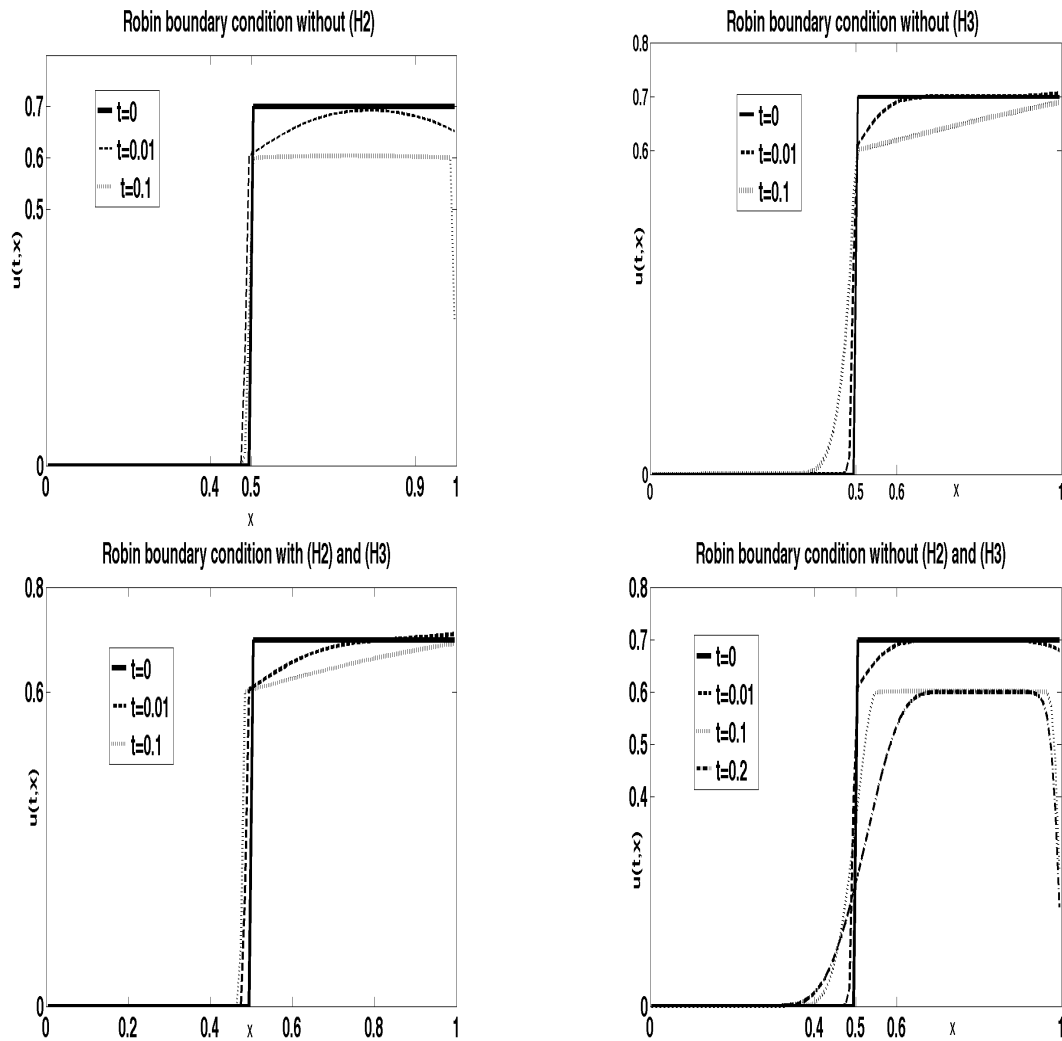 Robin boundary condition without (H2)
0.7
0.6
0.5
0
u(t,x)
t=0
t=0.01
t=0.1
0
0.4
0.5
0.9
1
x
Robin boundary condition without (H3)
0.8
0.7
0.6
0
u(t,x)
t=0
t=0.01
t=0.1
0
0.5
0.6
x
1
Robin boundary condition with (H2) and (H3)
0.8
0.6
0
u(t,x)
t=0
t=0.01
t=0.1
0
0.2
0.4
x
0.6
0.8
1
Robin boundary condition without (H2) and (H3)
0.8
0.7
0.6
0.5
0.4
0
u(t,x)
t=0
t=0.01
t=0.1
t=0.2
0
0.4
0.5
0.6
x
1